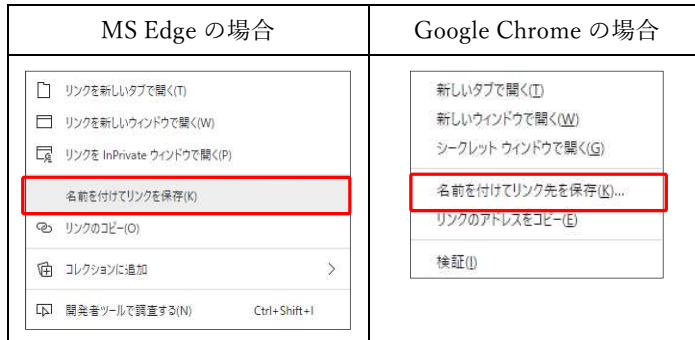 MS Edge の場合
Google Chrome の場合
リンクを新しいタブで開く(T)
リンクを新しいウィンドウで開く(W)
リンクを InPrivate ウィンドウで開く(P)
名前を付けてリンクを保存(K)
リンクのコピー(O)
コレクションに追加
開発者ツールで調査する(N) Ctrl+Shift+I
新しいタブで開く(T)
新しいウィンドウで開く(W)
シークレット ウィンドウで開く(G)
名前を付けてリンク先を保存(K)...
リンクのアドレスをコピー(E)
検証(I)